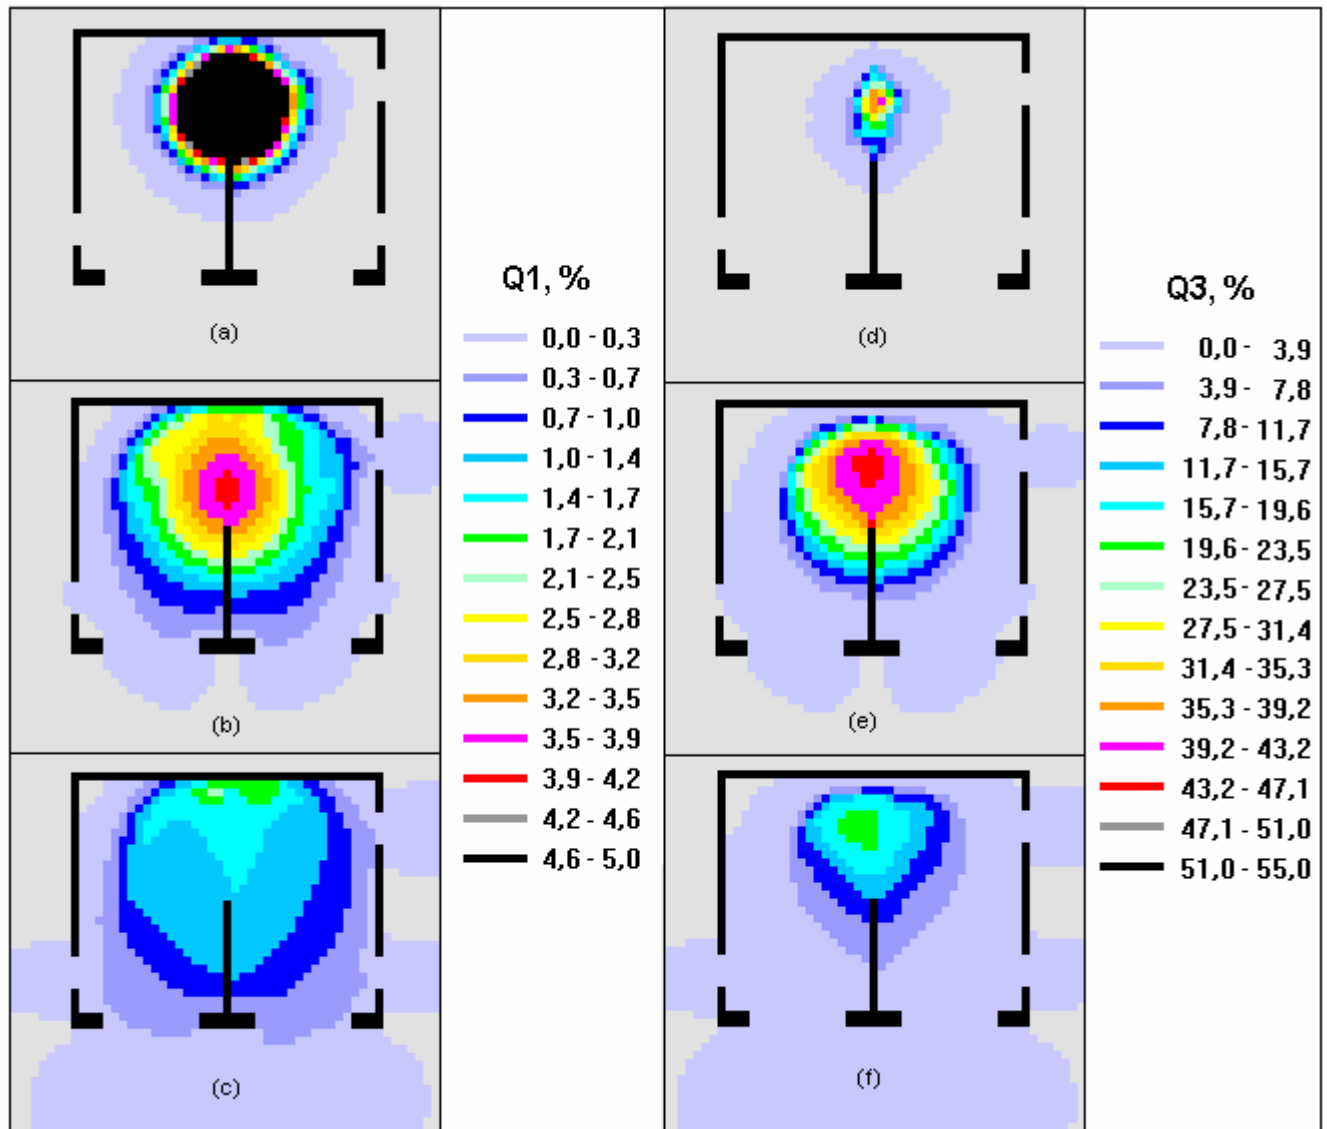 (a)
(b)
(c)
Q1, %
0,0 - 0,3
0,3 - 0,7
0,7 - 1,0
1,0 - 1,4
1,4 - 1,7
1,7 - 2,1
2,1 - 2,5
2,5 - 2,8
2,8 - 3,2
3,2 - 3,5
3,5 - 3,9
3,9 - 4,2
4,2 - 4,6
4,6 - 5,0
(d)
(e)
(f)
Q3, %
0,0 - 3,9
3,9 - 7,8
7,8 - 11,7
11,7 - 15,7
15,7 - 19,6
19,6 - 23,5
23,5 - 27,5
27,5 - 31,4
31,4 - 35,3
35,3 - 39,2
39,2 - 43,2
43,2 - 47,1
47,1 - 51,0
51,0 - 55,0